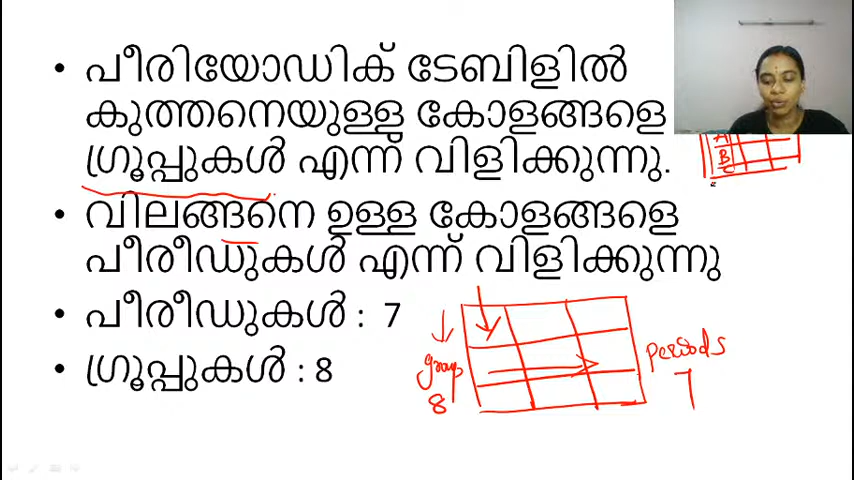 • പീരിയോഡിക് ടേബിളിൽ
കുത്തനെയുള്ള കോളങ്ങളെ
ഗ്രൂപ്പുകൾ എന്ന് വിളിക്കുന്നു.
• വിലങ്ങനെ ഉള്ള കോളങ്ങളെ
പീരീഡുകൾ എന്ന് വിളിക്കുന്നു
• പീരീഡുകൾ : 7
• ഗ്രൂപ്പുകൾ : 8
A
B
C
group
8
periods
7